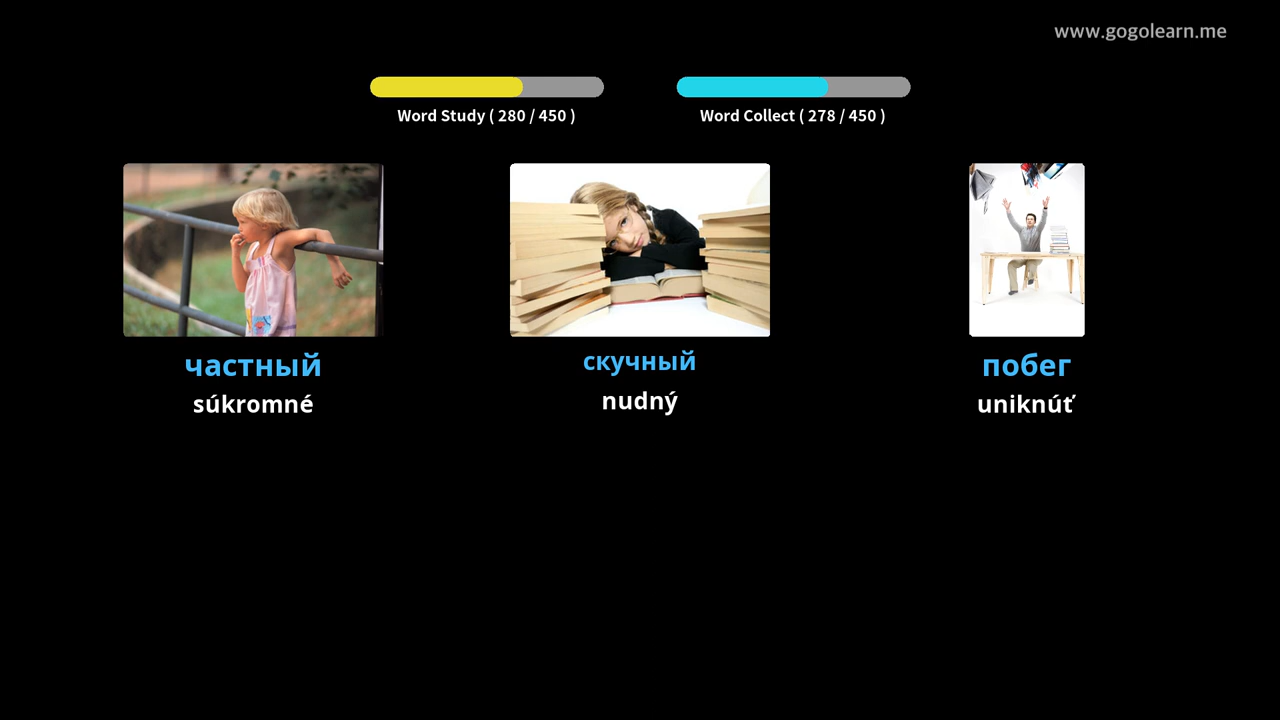 www.gogolearn.me
Word Study ( 280 / 450 )
Word Collect ( 278 / 450 )
частный
скучный
побег
súkromné
nudný
uniknúť